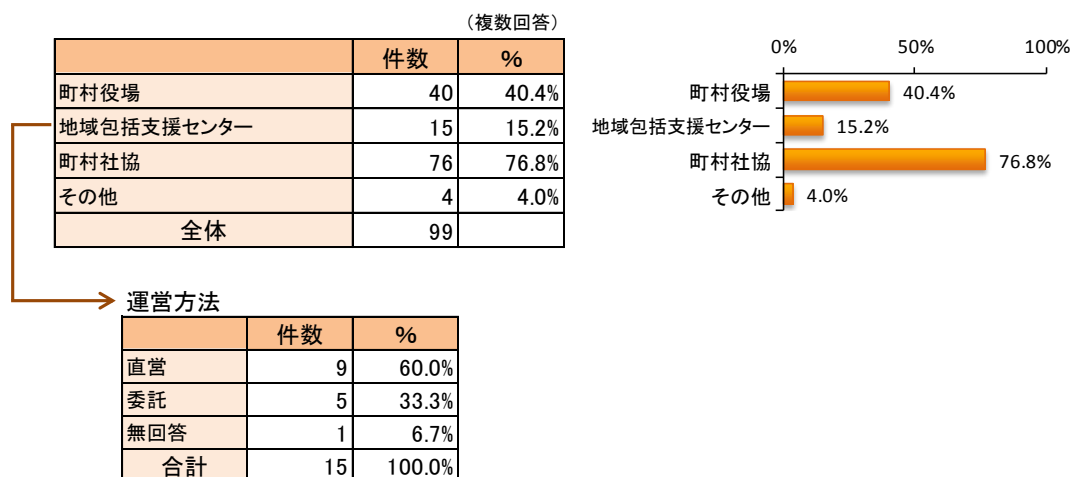 （複数回答）
件数 %
町村役場 40 40.4%
地域包括支援センター 15 15.2%
町村社協 76 76.8%
その他 4 4.0%
全体 99
0% 50% 100%
町村役場 40.4%
地域包括支援センター 15.2%
町村社協 76.8%
その他 4.0%
運営方法
件数 %
直営 9 60.0%
委託 5 33.3%
無回答 1 6.7%
合計 15 100.0%